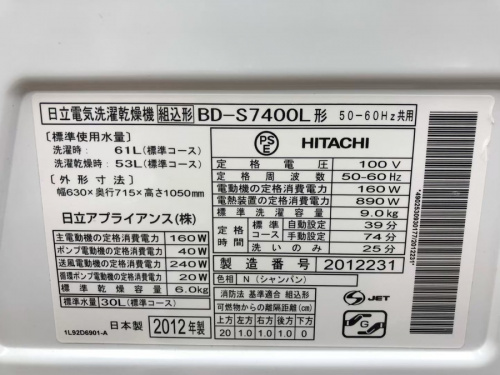 日立電気洗濯乾燥機 組込形 BD-S7400L形 50-60Hz共用
[標準使用水量]
洗濯時: 61L(標準コース)
乾燥時: 53L(標準コース)
[外形寸法]
幅630×奥行715×高さ1050mm
日立アプライアンス(株)
主電動機の定格消費電力 160W
ポンプ電動機の定格消費電力 40W
送風電動機の定格消費電力 240W
循環ポンプ電動機の定格消費電力 20W
標準乾燥容量 6.0kg
標準水量 30L(標準コース)
日本製 2012年製
1L92D6901-A
PS
E
HITACHI
定格電圧 100V
定格周波数 50-60Hz
電動機の定格消費電力 160W
電熱装置の定格消費電力 890W
標準洗濯容量 9.0kg
定格時間 標準コース 自動設定 39分
手動設定 74分
洗いのみ 25分
製造番号 2012231
色相 N(シャンパン)
消防法 基準適合 組込形
可燃物からの離隔距離(cm)
上方 左方 右方 前方 後方 下方
20 1.0 1.0 0 1.0 0
JET
G